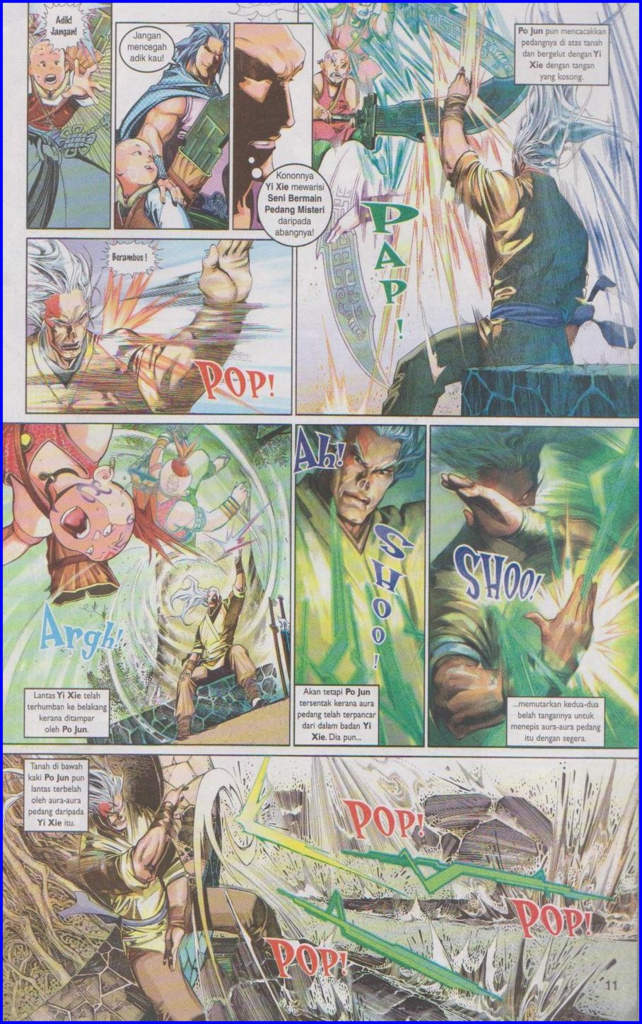 Adik!
Jangan!
Jangan
mencegah
adik kau!
Kononnya
Yi Xie mewarisi
Seni Bermain
Pedang Misteri
daripada
abangnya!
Po Jun pun mencacakkan
pedangnya di atas tanah
dan bergelut dengan Yi
Xie dengan tangan
yang kosong.
PAP!
Berambus!
POP!
Argh!
Lantas Yi Xie telah
terhumban ke belakang
kerana ditampar
oleh Po Jun.
Ah!
SHOO!
Akan tetapi Po Jun
tersentak kerana aura
pedang telah terpancar
dari dalam badan Yi
Xie. Dia pun...
SHOO!
...memutarkan kedua-dua
belah tangannya untuk
menepis aura-aura pedang
itu dengan segera.
Tanah di bawah
kaki Po Jun pun
lantas terbelah
oleh aura-aura
pedang daripada
Yi Xie itu.
POP!
POP!
POP!
11